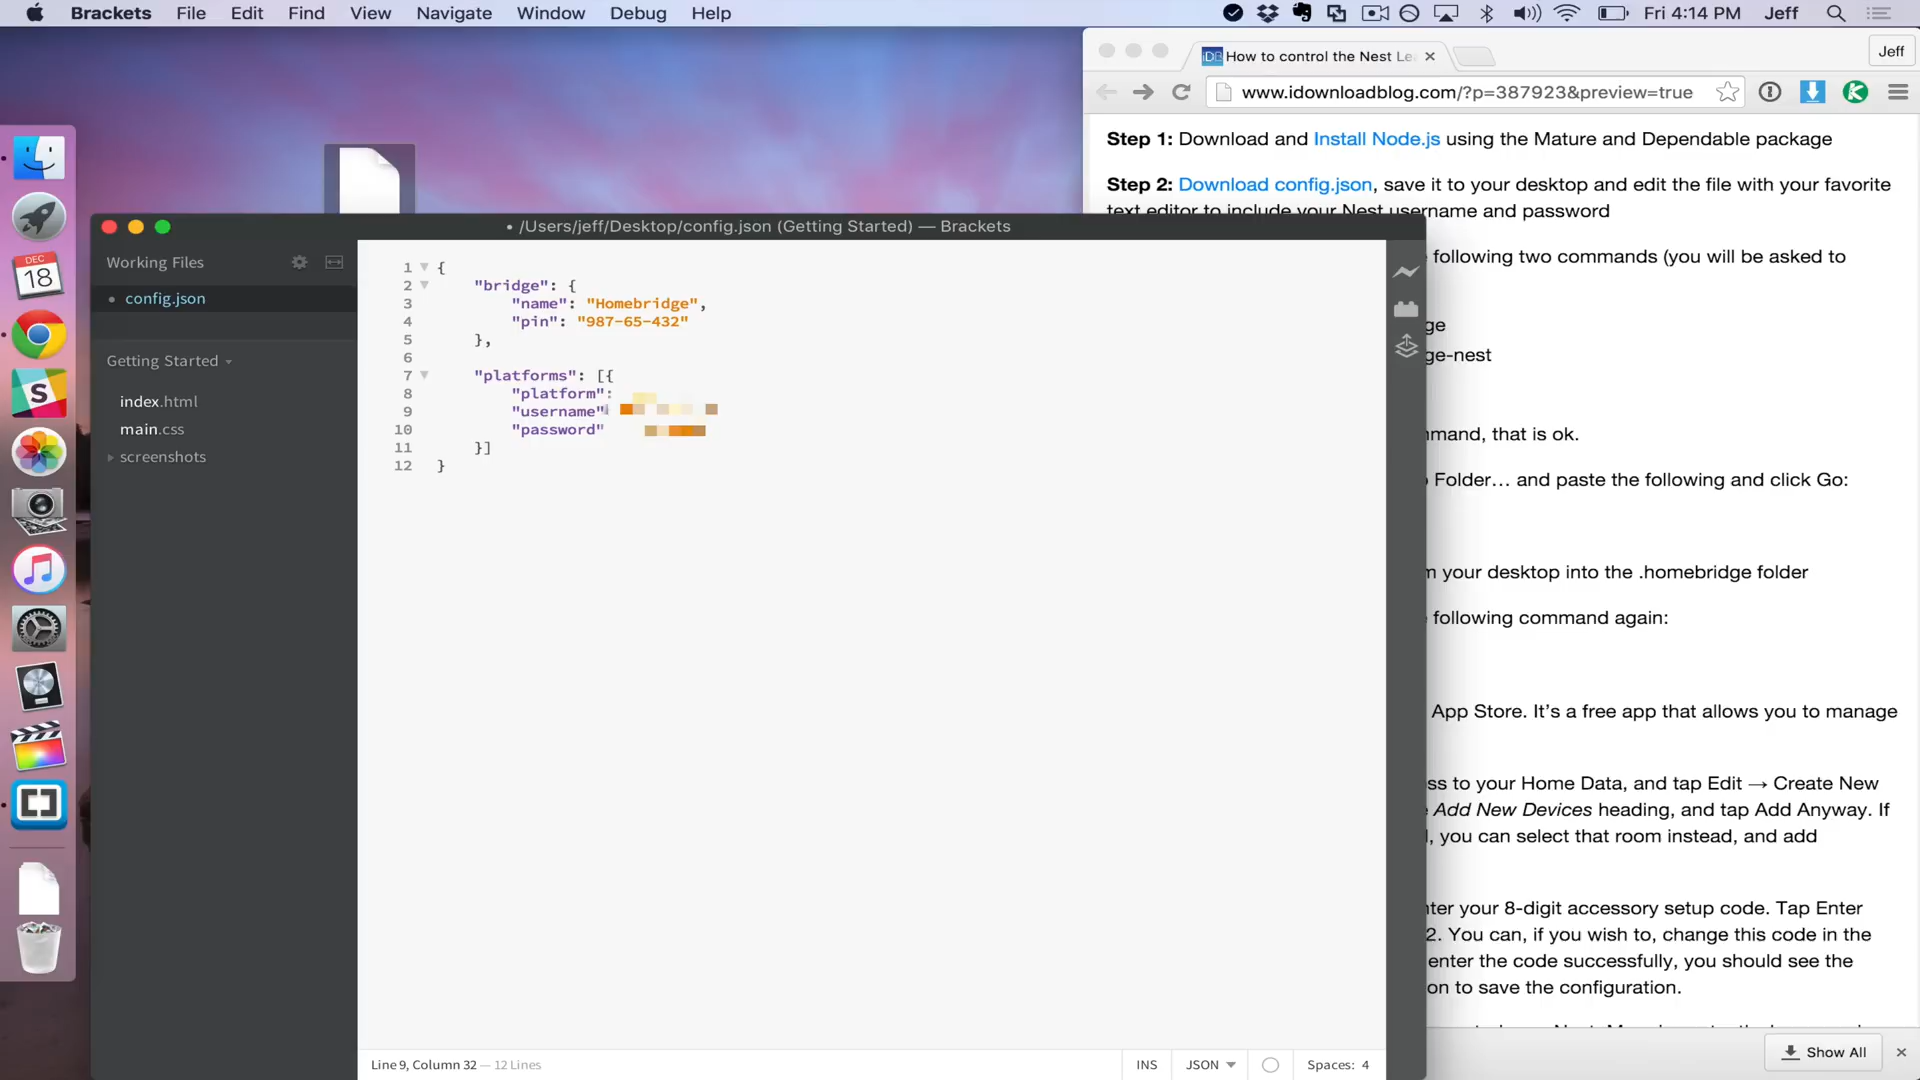 Brackets File Edit Find View Navigate Window Debug Help
Fri 4:14 PM Jeff
How to control the Nest Le
Jeff
www.idownloadblog.com/?p=387923&preview=true
Step 1: Download and Install Node.js using the Mature and Dependable package
Step 2: Download config.json, save it to your desktop and edit the file with your favorite
text editor to include your Nest username and password
following two commands (you will be asked to
ge
ge-nest
mmand, that is ok.
Folder… and paste the following and click Go:
your desktop into the .homebridge folder
following command again:
App Store. It's a free app that allows you to manage
ss to your Home Data, and tap Edit → Create New
Add New Devices heading, and tap Add Anyway. If
, you can select that room instead, and add
nter your 8-digit accessory setup code. Tap Enter
2. You can, if you wish to, change this code in the
enter the code successfully, you should see the
on to save the configuration.
Show All
DEC
18
• /Users/jeff/Desktop/config.json (Getting Started) — Brackets
Working Files
config.json
Getting Started
index.html
main.css
screenshots
1 {
2 "bridge": {
3 "name": "Homebridge",
4 "pin": "987-65-432"
5 },
6
7 "platforms": [{
8 "platform":
9 "username"
10 "password"
11 }]
12 }
Line 9, Column 32 — 12 Lines
INS JSON Spaces: 4